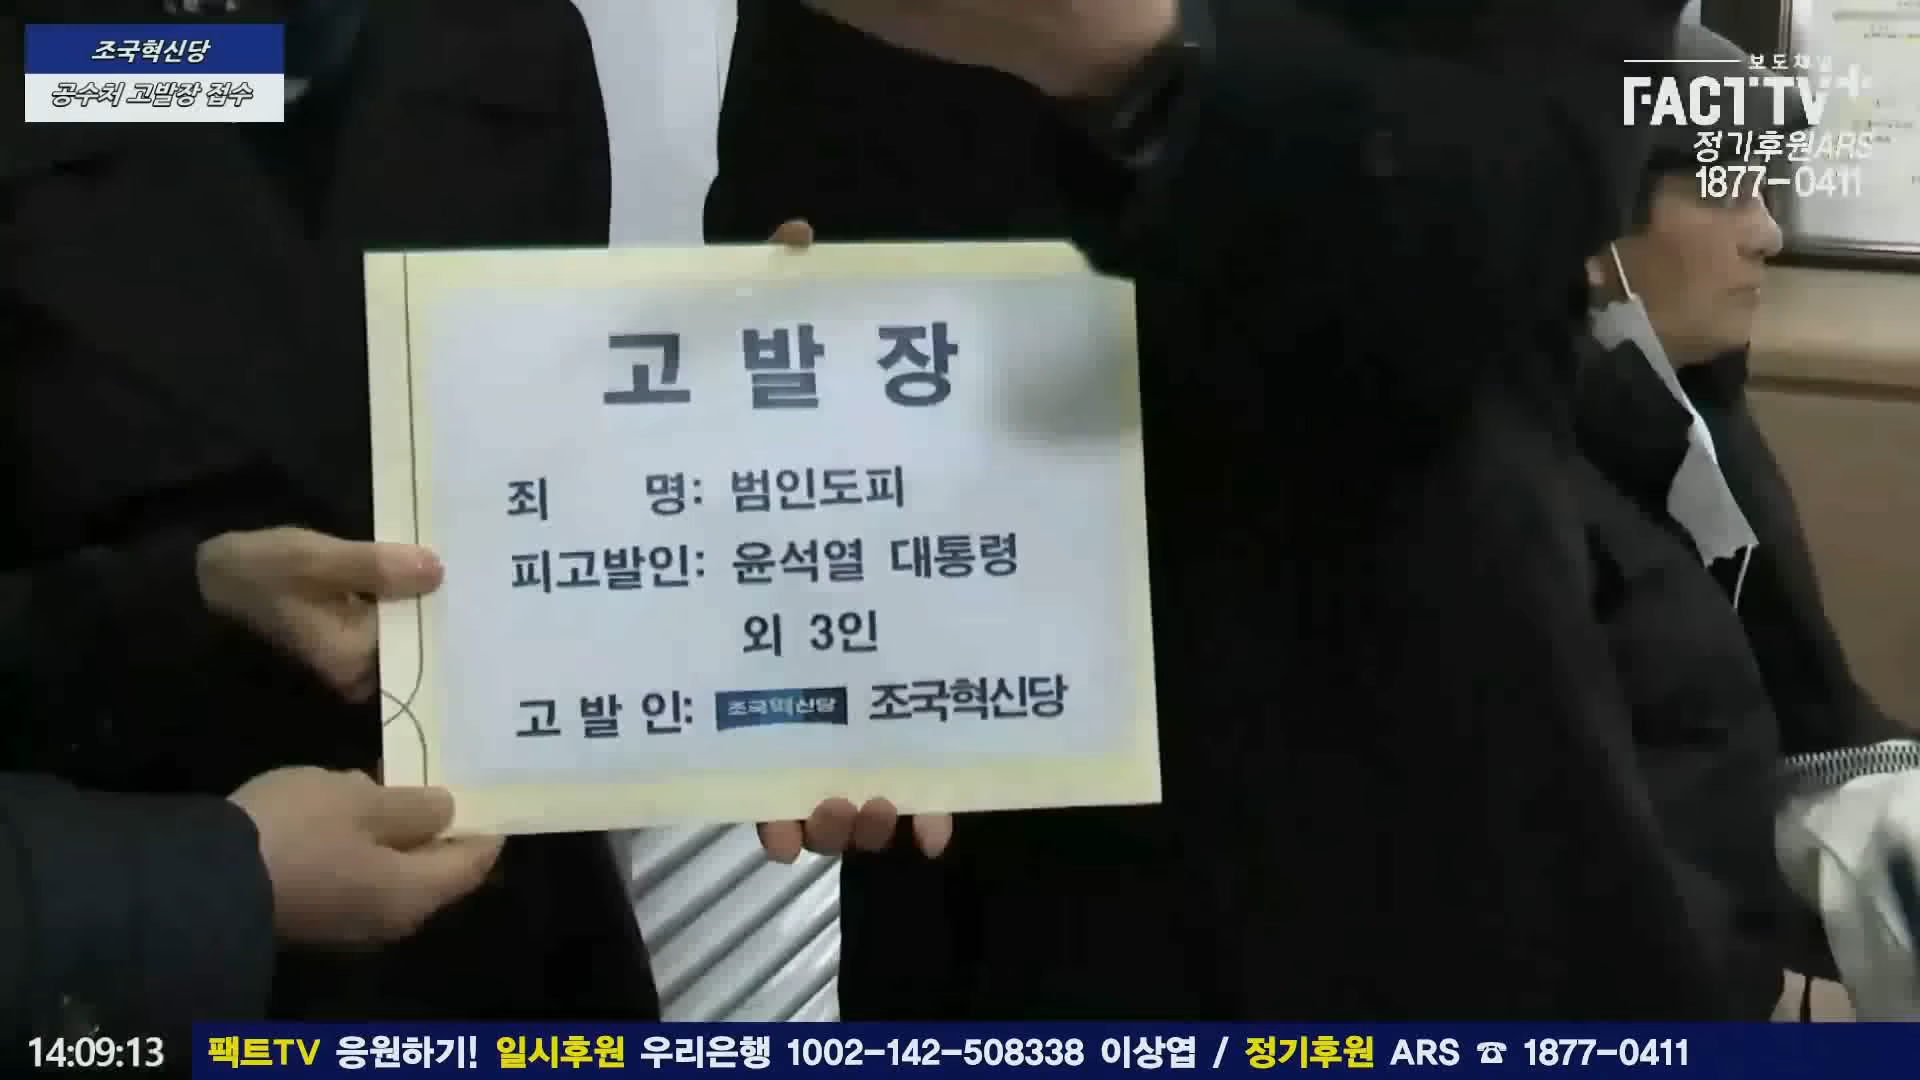 조국혁신당
공수처 고발장 접수
보도채널
FACTTV+
정기후원ARS
1877-0411
고 발 장
죄 명: 범인도피
피고발인: 윤석열 대통령
외 3인
고 발 인: 조국혁신당 조국혁신당
14:09:13
팩트TV 응원하기! 일시후원 우리은행 1002-142-508338 이상엽 / 정기후원 ARS ☎ 1877-0411